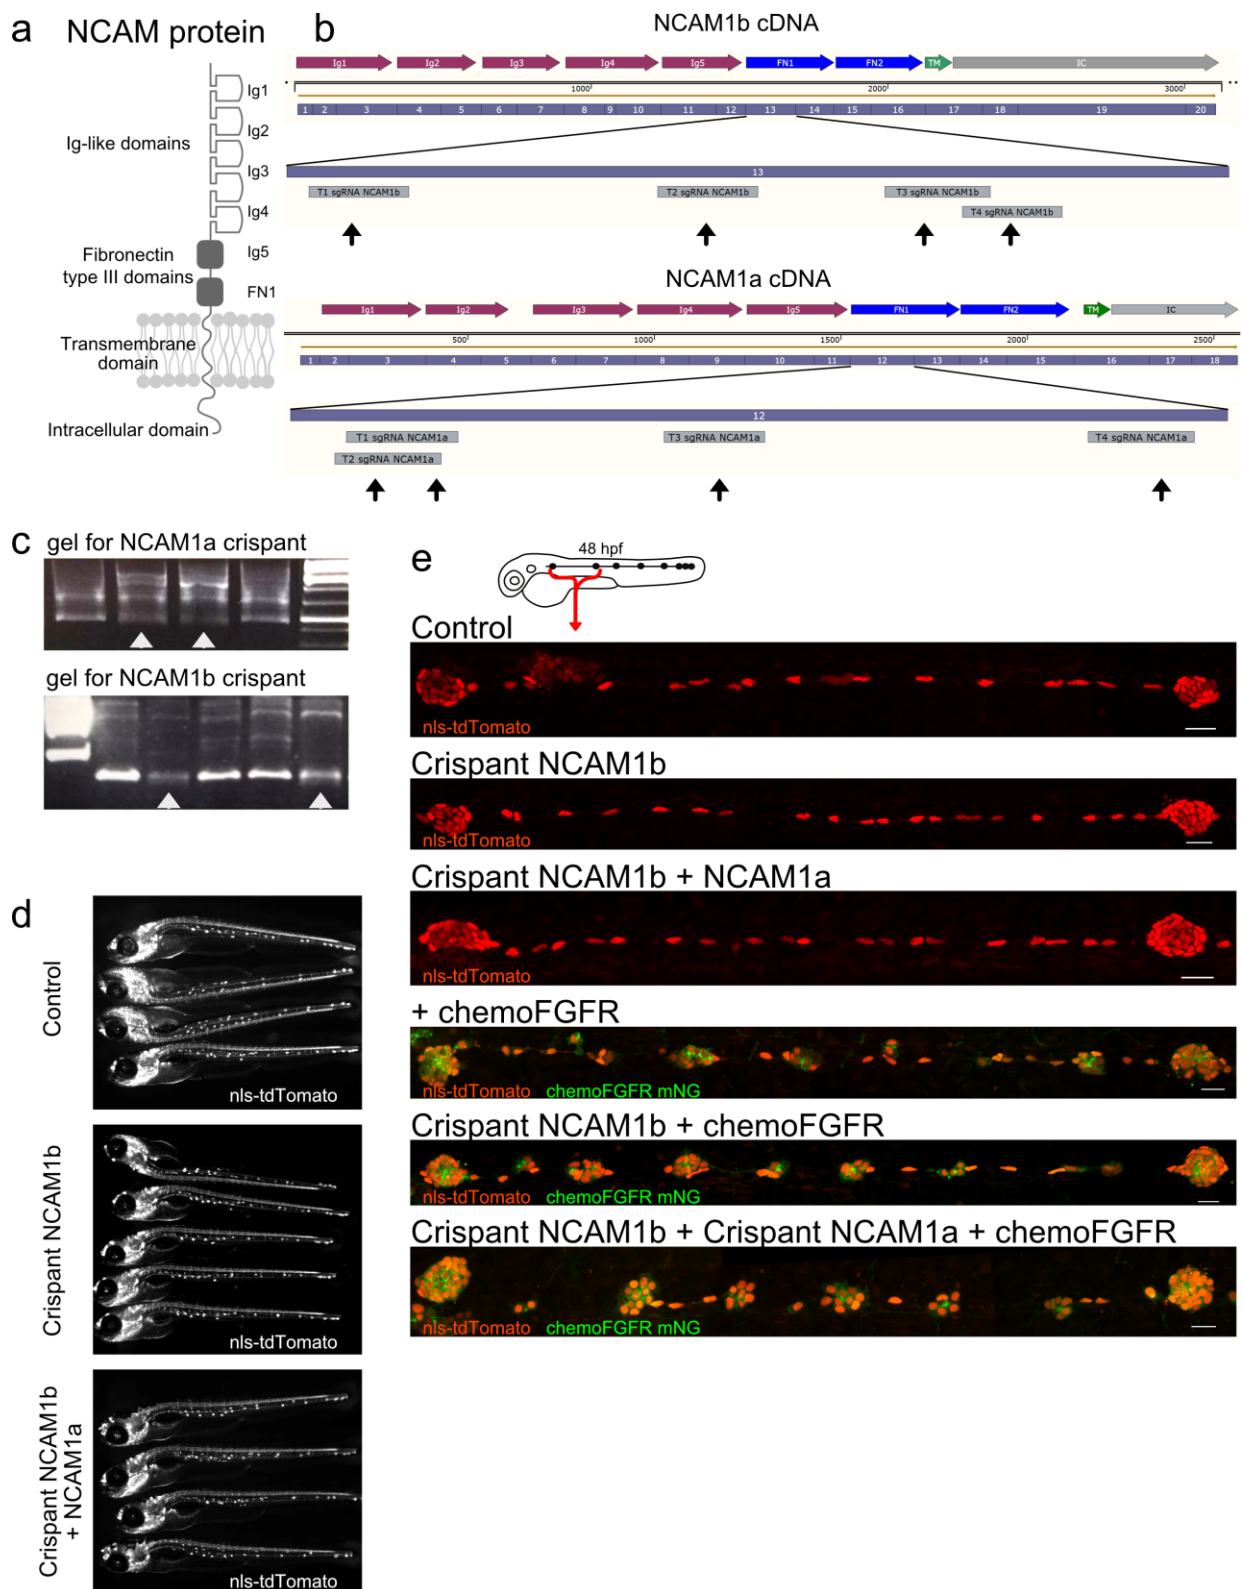 a NCAM protein
Ig1
Ig-like domains
Ig2
Ig3
Ig4
Fibronectin
type III domains
Ig5
FN1
Transmembrane
domain
Intracellular domain
b NCAM1b cDNA
Ig1 Ig2 Ig3 Ig4 Ig5 FN1 FN2 TM IC
1000 2000 3000
1 2 3 4 5 6 7 8 9 10 11 12 13 14 15 16 17 18 19 20
13
T1 sgRNA NCAM1b T2 sgRNA NCAM1b T3 sgRNA NCAM1b
T4 sgRNA NCAM1b
NCAM1a cDNA
Ig1 Ig2 Ig3 Ig4 Ig5 FN1 FN2 TM IC
500 1000 1500 2000 2500
1 2 3 4 5 6 7 8 9 10 11 12 13 14 15 16 17 18
12
T1 sgRNA NCAM1a T3 sgRNA NCAM1a T4 sgRNA NCAM1a
T2 sgRNA NCAM1a
c gel for NCAM1a crispant
gel for NCAM1b crispant
d
Control
nls-tdTomato
Crispant NCAM1b
nls-tdTomato
Crispant NCAM1b
+ NCAM1a
nls-tdTomato
e
48 hpf
Control
nls-tdTomato
Crispant NCAM1b
nls-tdTomato
Crispant NCAM1b + NCAM1a
nls-tdTomato
+ chemoFGFR
nls-tdTomato chemoFGFR mNG
Crispant NCAM1b + chemoFGFR
nls-tdTomato chemoFGFR mNG
Crispant NCAM1b + Crispant NCAM1a + chemoFGFR
nls-tdTomato chemoFGFR mNG